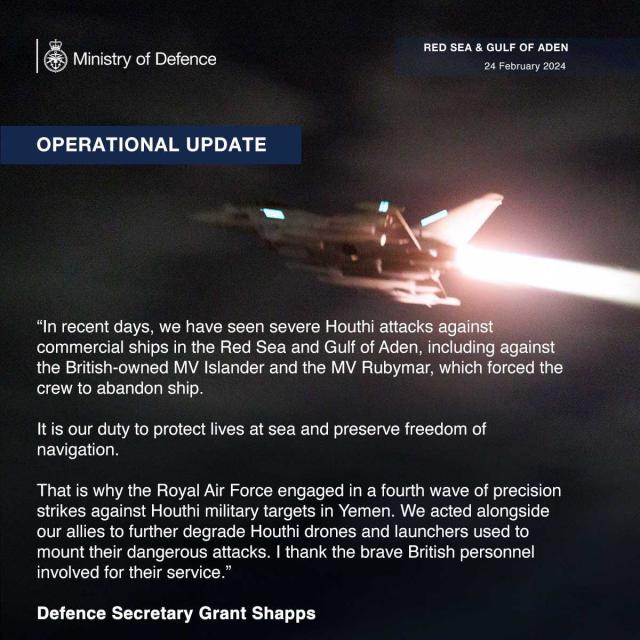 Ministry of Defence
RED SEA & GULF OF ADEN
24 February 2024
OPERATIONAL UPDATE
“In recent days, we have seen severe Houthi attacks against
commercial ships in the Red Sea and Gulf of Aden, including against
the British-owned MV Islander and the MV Rubymar, which forced the
crew to abandon ship.
It is our duty to protect lives at sea and preserve freedom of
navigation.
That is why the Royal Air Force engaged in a fourth wave of precision
strikes against Houthi military targets in Yemen. We acted alongside
our allies to further degrade Houthi drones and launchers used to
mount their dangerous attacks. I thank the brave British personnel
involved for their service.”
Defence Secretary Grant Shapps